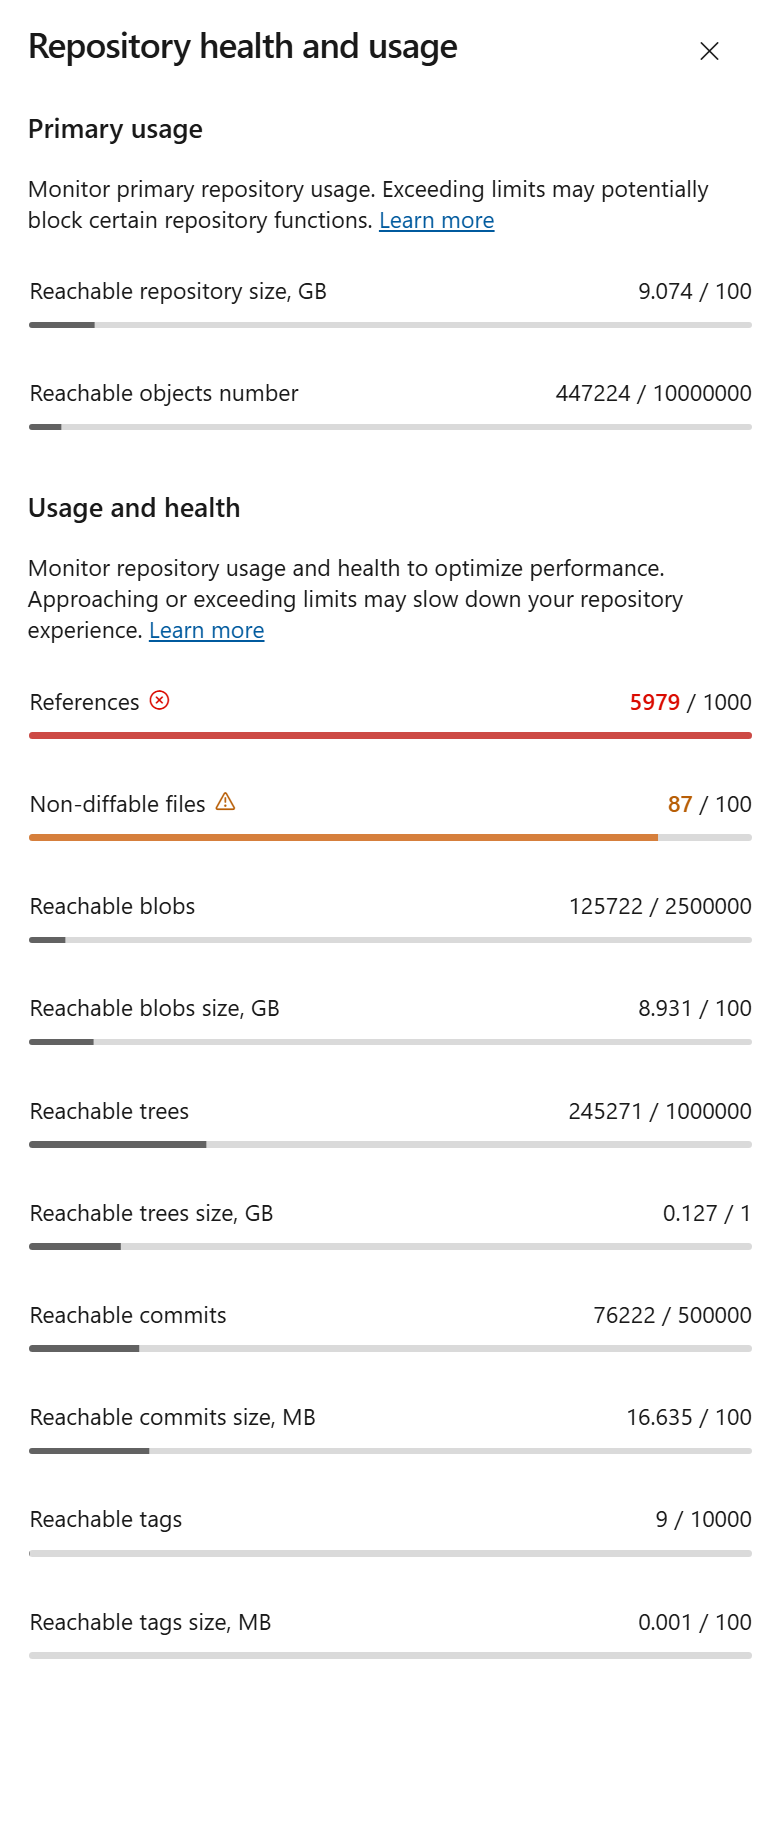 Repository health and usage
Primary usage
Monitor primary repository usage. Exceeding limits may potentially
block certain repository functions. Learn more
Reachable repository size, GB 9.074 / 100
Reachable objects number 447224 / 10000000
Usage and health
Monitor repository usage and health to optimize performance.
Approaching or exceeding limits may slow down your repository
experience. Learn more
References 5979 / 1000
Non-diffable files 87 / 100
Reachable blobs 125722 / 2500000
Reachable blobs size, GB 8.931 / 100
Reachable trees 245271 / 1000000
Reachable trees size, GB 0.127 / 1
Reachable commits 76222 / 500000
Reachable commits size, MB 16.635 / 100
Reachable tags 9 / 10000
Reachable tags size, MB 0.001 / 100